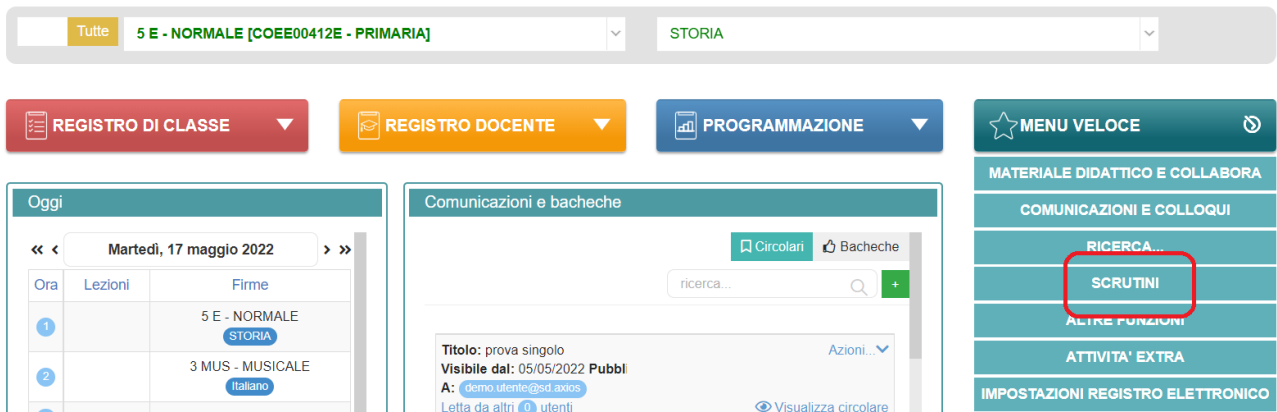 Tutte
5 E - NORMALE [COEE00412E - PRIMARIA]
STORIA
REGISTRO DI CLASSE
REGISTRO DOCENTE
PROGRAMMAZIONE
MENU VELOCE
Oggi
« ‹ Martedì, 17 maggio 2022 › »
Ora Lezioni Firme
1 5 E - NORMALE
STORIA
2 3 MUS - MUSICALE
Italiano
Comunicazioni e bacheche
Circolari Bacheche
ricerca... +
Titolo: prova singolo Azioni...
Visibile dal: 05/05/2022 Pubbli
A: demo.utente@sd.axios
Letta da altri 0 utenti Visualizza circolare
MATERIALE DIDATTICO E COLLABORA
COMUNICAZIONI E COLLOQUI
RICERCA...
SCRUTINI
ALTRE FUNZIONI
ATTIVITA' EXTRA
IMPOSTAZIONI REGISTRO ELETTRONICO